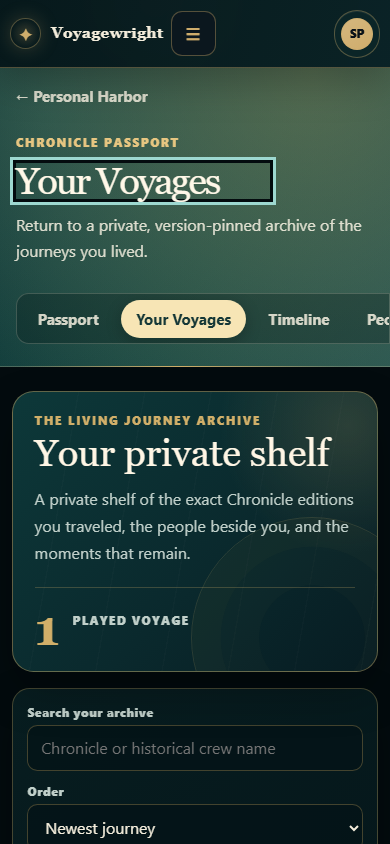 Voyagewright
SP
← Personal Harbor
CHRONICLE PASSPORT
Your Voyages
Return to a private, version-pinned archive of the
journeys you lived.
Passport Your Voyages Timeline
THE LIVING JOURNEY ARCHIVE
Your private shelf
A private shelf of the exact Chronicle editions
you traveled, the people beside you, and the
moments that remain.
1 PLAYED VOYAGE
Search your archive
Chronicle or historical crew name
Order
Newest journey